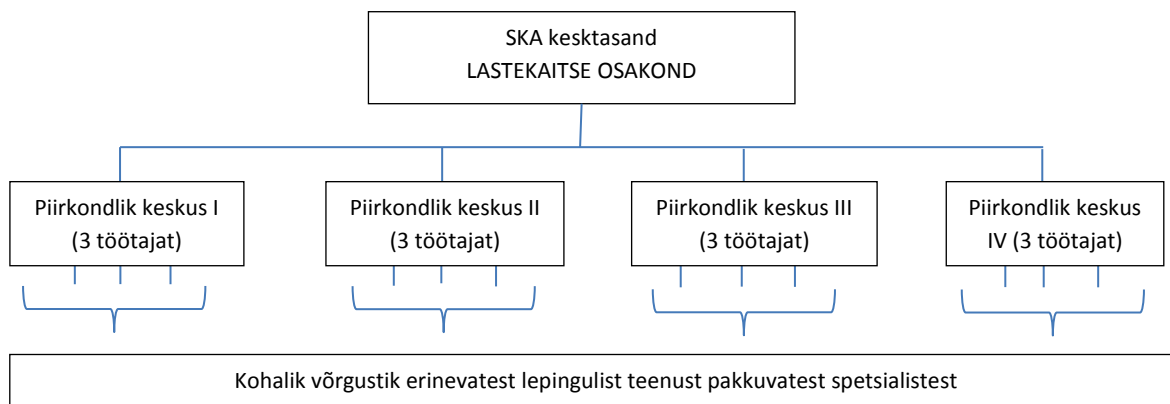 SKA kesktasand
LASTEKAITSE OSAKOND
Piirkondlik keskus I
(3 töötajat)
Piirkondlik keskus II
(3 töötajat)
Piirkondlik keskus III
(3 töötajat)
Piirkondlik keskus
IV (3 töötajat)
Kohalik võrgustik erinevatest lepingulist teenust pakkuvatest spetsialistest